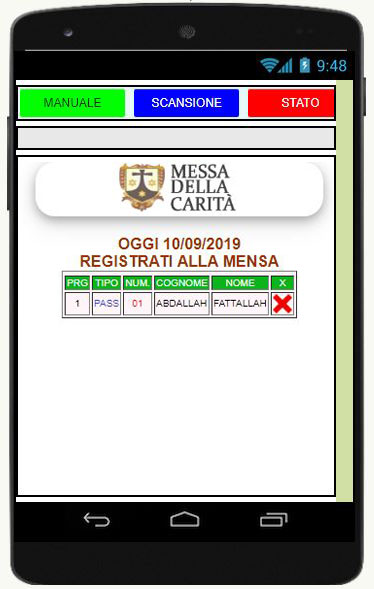 9:48
MANUALE SCANSIONE STATO
MESSA
DELLA
CARITÀ
OGGI 10/09/2019
REGISTRATI ALLA MENSA
PRG TIPO NUM. COGNOME NOME X
1 PASS 01 ABDALLAH FATTALLAH